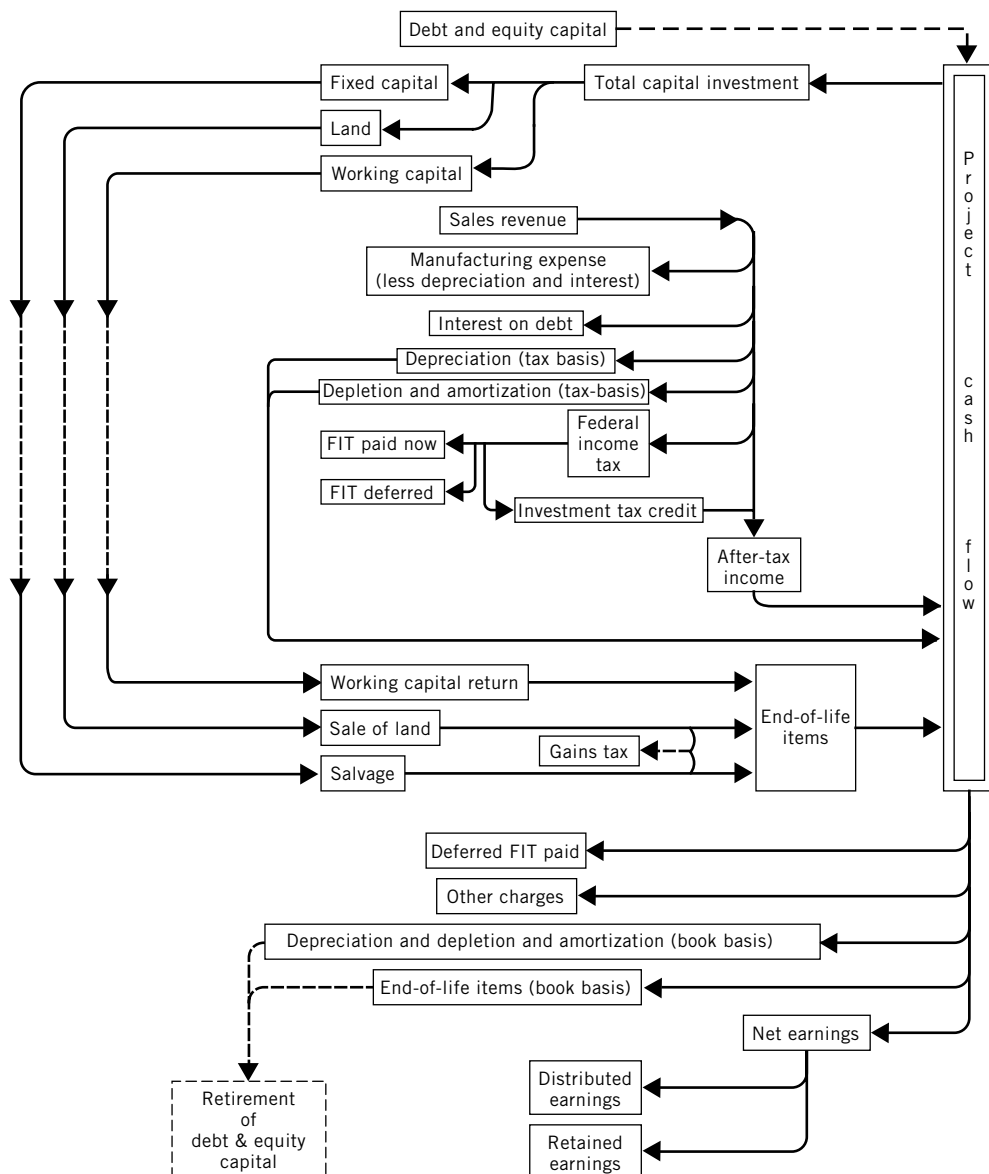 Debt and equity capital
Fixed capital
Total capital investment
Land
Working capital
Project
cash
flow
Sales revenue
Manufacturing expense
(less depreciation and interest)
Interest on debt
Depreciation (tax basis)
Depletion and amortization (tax-basis)
Federal
income
tax
FIT paid now
FIT deferred
Investment tax credit
After-tax
income
Working capital return
Sale of land
Gains tax
Salvage
End-of-life
items
Deferred FIT paid
Other charges
Depreciation and depletion and amortization (book basis)
End-of-life items (book basis)
Net earnings
Distributed
earnings
Retained
earnings
Retirement
of
debt & equity
capital